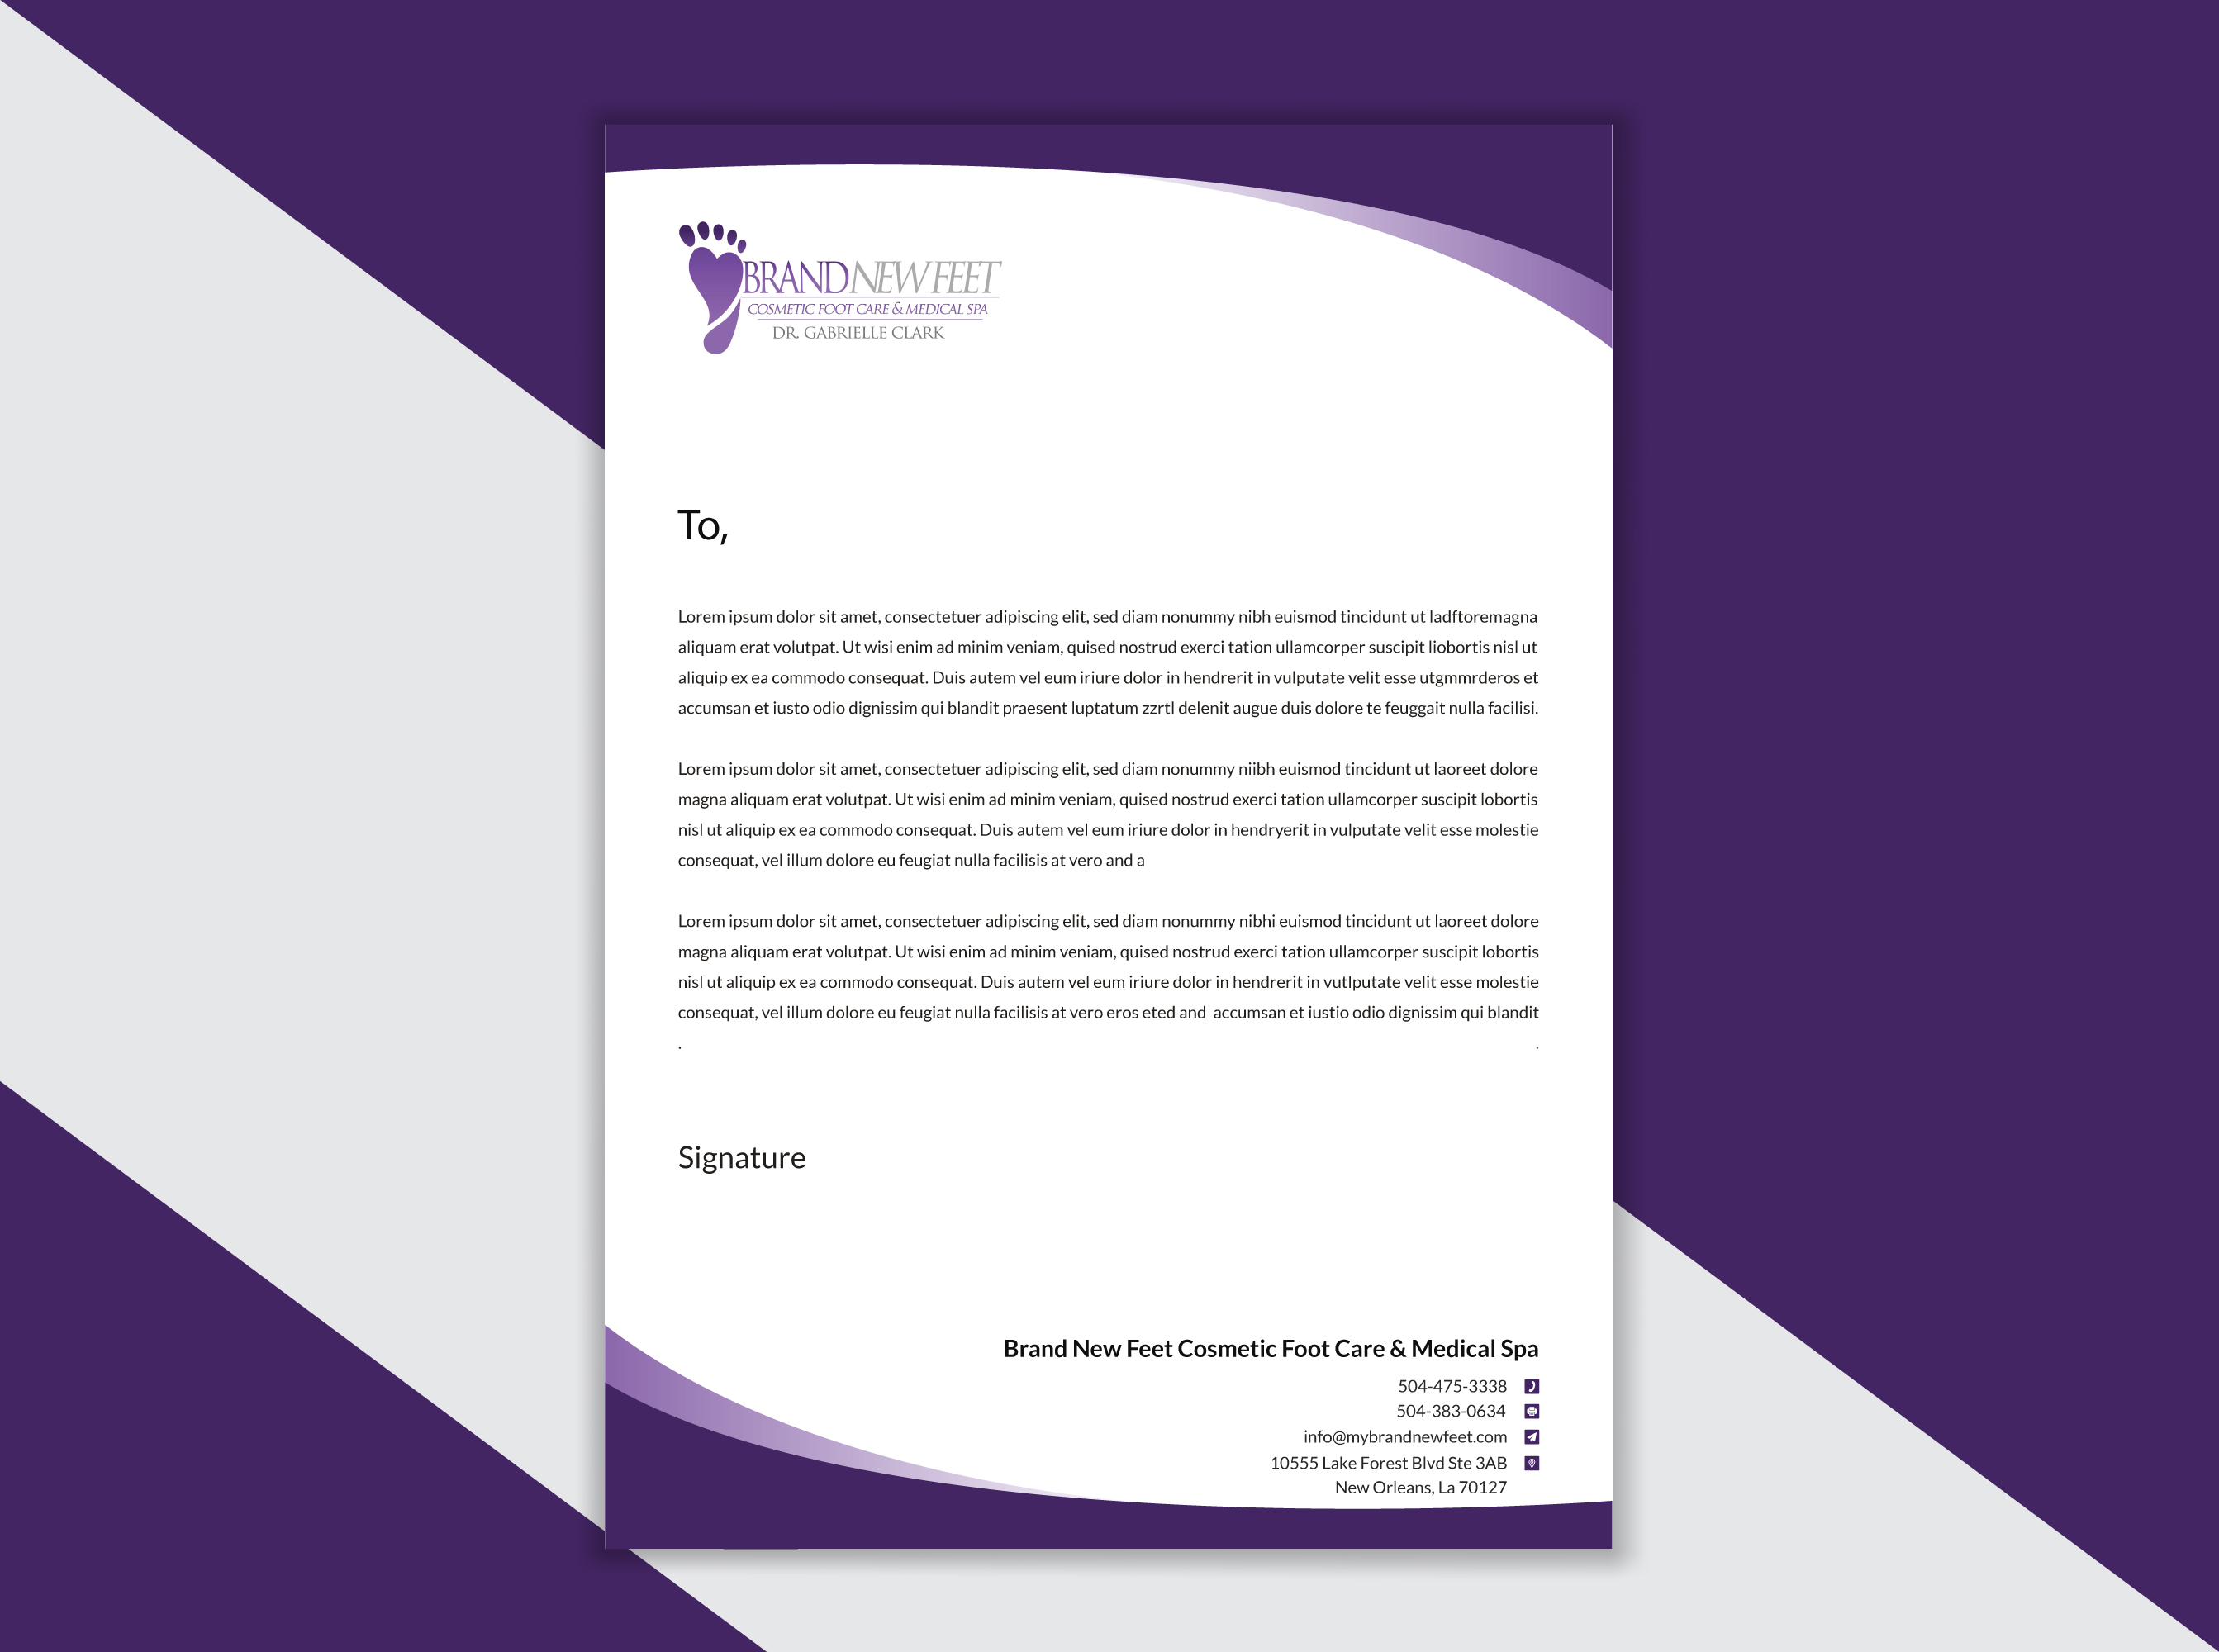 BRAND NEW FEET
COSMETIC FOOT CARE & MEDICAL SPA
DR. GABRIELLE CLARK
To,
Lorem ipsum dolor sit amet, consectetuer adipiscing elit, sed diam nonummy nibh euismod tincidunt ut ladftoremagna
aliquam erat volutpat. Ut wisi enim ad minim veniam, quised nostrud exerci tation ullamcorper suscipit liobortis nisl ut
aliquip ex ea commodo consequat. Duis autem vel eum iriure dolor in hendrerit in vulputate velit esse utgmmrderos et
accumsan et iusto odio dignissim qui blandit praesent luptatum zzrtl delenit augue duis dolore te feuggait nulla facilisi.
Lorem ipsum dolor sit amet, consectetuer adipiscing elit, sed diam nonummy niibh euismod tincidunt ut laoreet dolore
magna aliquam erat volutpat. Ut wisi enim ad minim veniam, quised nostrud exerci tation ullamcorper suscipit lobortis
nisl ut aliquip ex ea commodo consequat. Duis autem vel eum iriure dolor in hendryerit in vulputate velit esse molestie
consequat, vel illum dolore eu feugiat nulla facilisis at vero and a
Lorem ipsum dolor sit amet, consectetuer adipiscing elit, sed diam nonummy nibhi euismod tincidunt ut laoreet dolore
magna aliquam erat volutpat. Ut wisi enim ad minim veniam, quised nostrud exerci tation ullamcorper suscipit lobortis
nisl ut aliquip ex ea commodo consequat. Duis autem vel eum iriure dolor in hendrerit in vutlputate velit esse molestie
consequat, vel illum dolore eu feugiat nulla facilisis at vero eros eted and accumsan et iustio odio dignissim qui blandit
. .
Signature
Brand New Feet Cosmetic Foot Care & Medical Spa
504-475-3338
504-383-0634
info@mybrandnewfeet.com
10555 Lake Forest Blvd Ste 3AB
New Orleans, La 70127